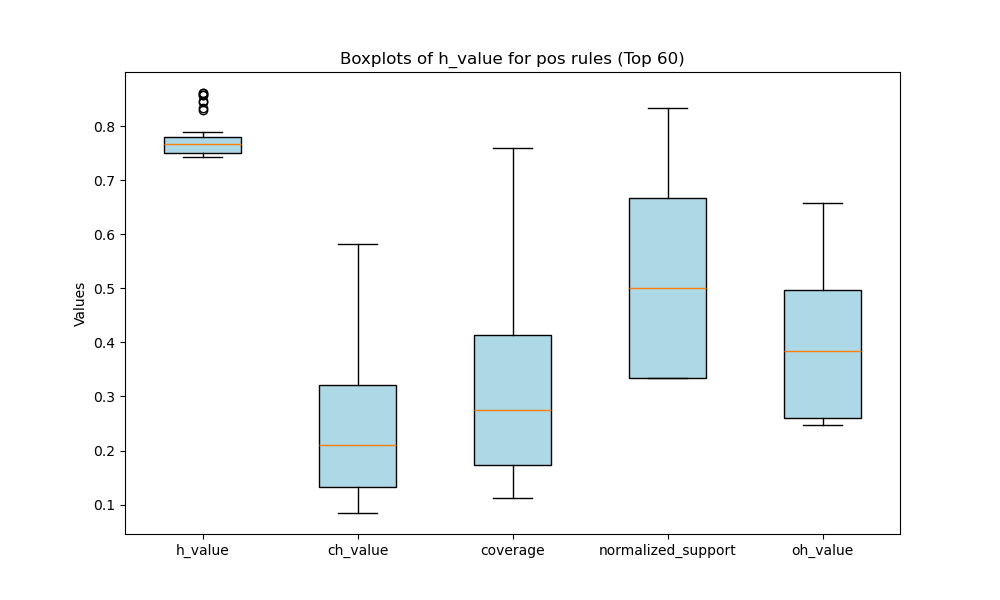 Boxplots of h_value for pos rules (Top 60)
Values
0.8
0.7
0.6
0.5
0.4
0.3
0.2
0.1
h_value
ch_value
coverage
normalized_support
oh_value